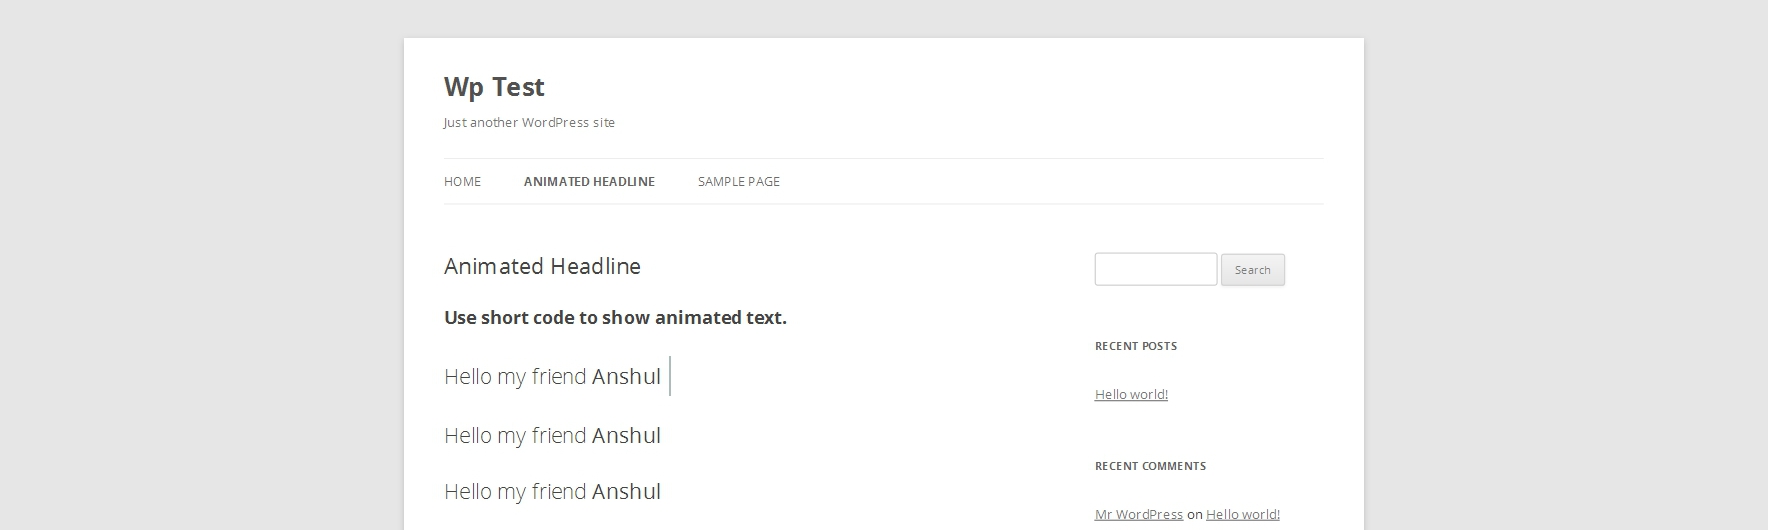 Wp Test
Just another WordPress site
HOME ANIMATED HEADLINE SAMPLE PAGE
Animated Headline
Use short code to show animated text.
Hello my friend Anshul
Hello my friend Anshul
Hello my friend Anshul
Search
RECENT POSTS
Hello world!
RECENT COMMENTS
Mr WordPress on Hello world!